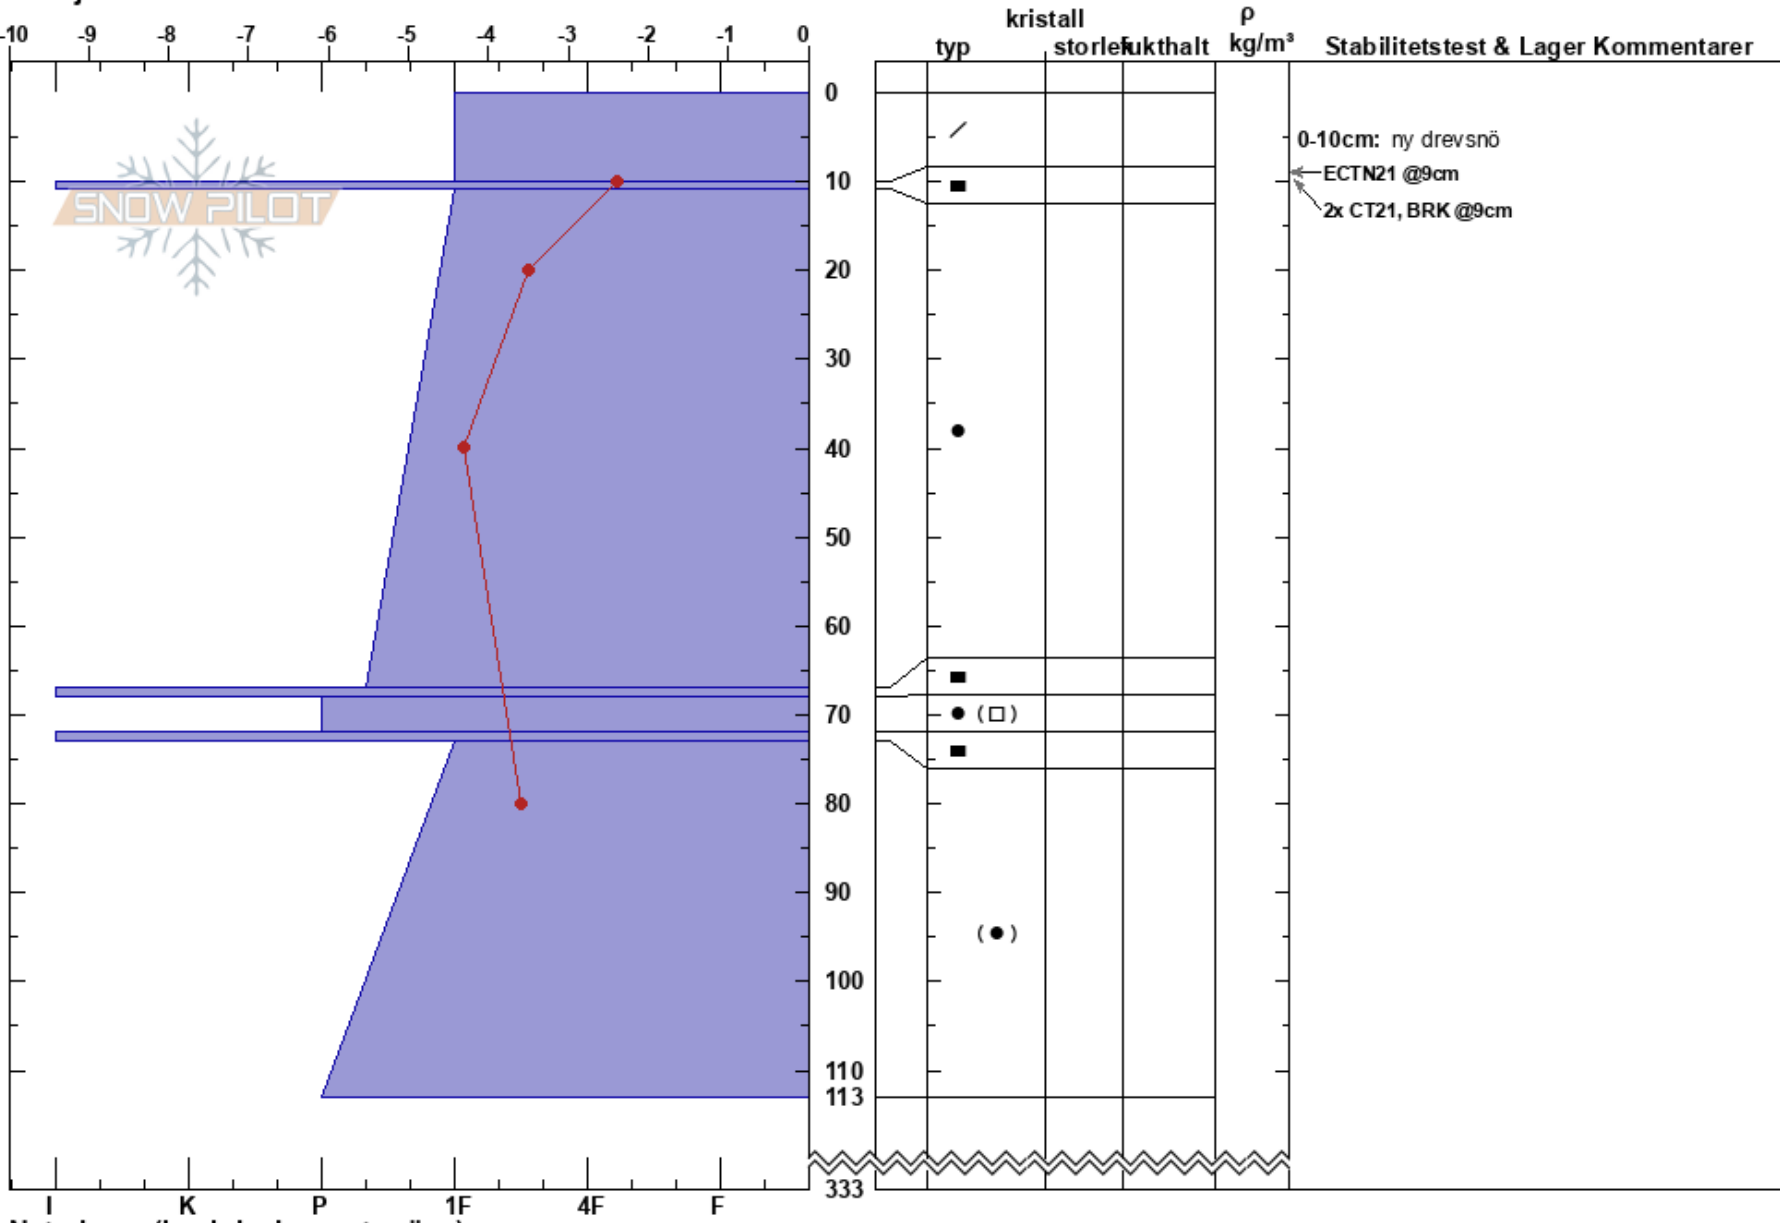 kristall ρ
-10 -9 -8 -7 -6 -5 -4 -3 -2 -1 0 typ storlek fukthalt kg/m³ Stabilitetstest & Lager Kommentarer
0
0-10cm: ny drevsnö
ECTN21 @9cm
10
SNOW PILOT
2x CT21, BRK @9cm
20
30
40
50
60
70 ( )
80
90
( )
100
110
113
333
I K P 1F 4F F